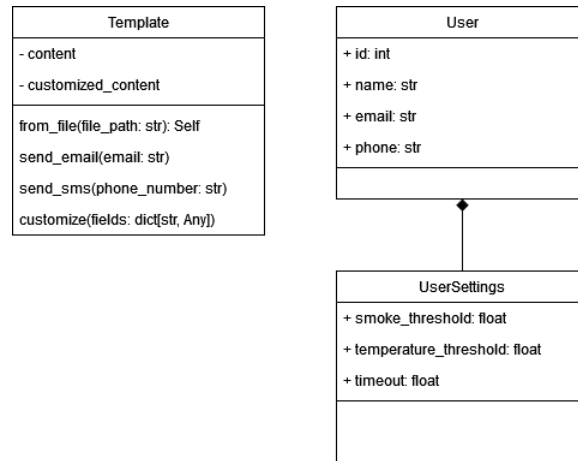 Template
- content
- customized_content
from_file(file_path: str): Self
send_email(email: str)
send_sms(phone_number: str)
customize(fields: dict[str, Any])
User
+ id: int
+ name: str
+ email: str
+ phone: str
UserSettings
+ smoke_threshold: float
+ temperature_threshold: float
+ timeout: float